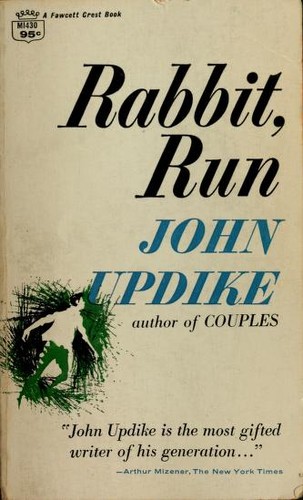 A Fawcett Crest Book
M1430
95¢
Rabbit,
Run
JOHN
UPDIKE
author of COUPLES
"John Updike is the most gifted
writer of his generation..."
—Arthur Mizener, The New York Times